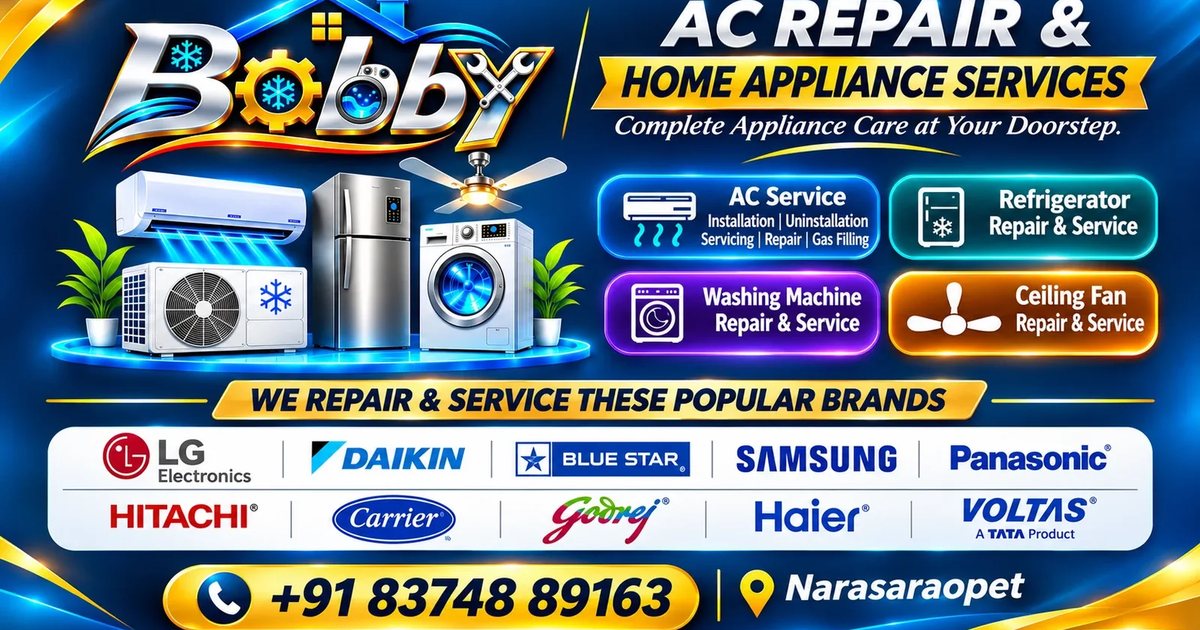 Bobby
AC REPAIR &
HOME APPLIANCE SERVICES
Complete Appliance Care at Your Doorstep.
AC Service
Installation | Uninstallation
Servicing | Repair | Gas Filling
Refrigerator
Repair & Service
Washing Machine
Repair & Service
Ceiling Fan
Repair & Service
WE REPAIR & SERVICE THESE POPULAR BRANDS
LG
Electronics
DAIKIN
BLUE STAR®
SAMSUNG
Panasonic®
HITACHI®
Carrier
Godrej®
Haier®
VOLTAS®
A TATA Product
+91 83748 89163
Narasaraopet